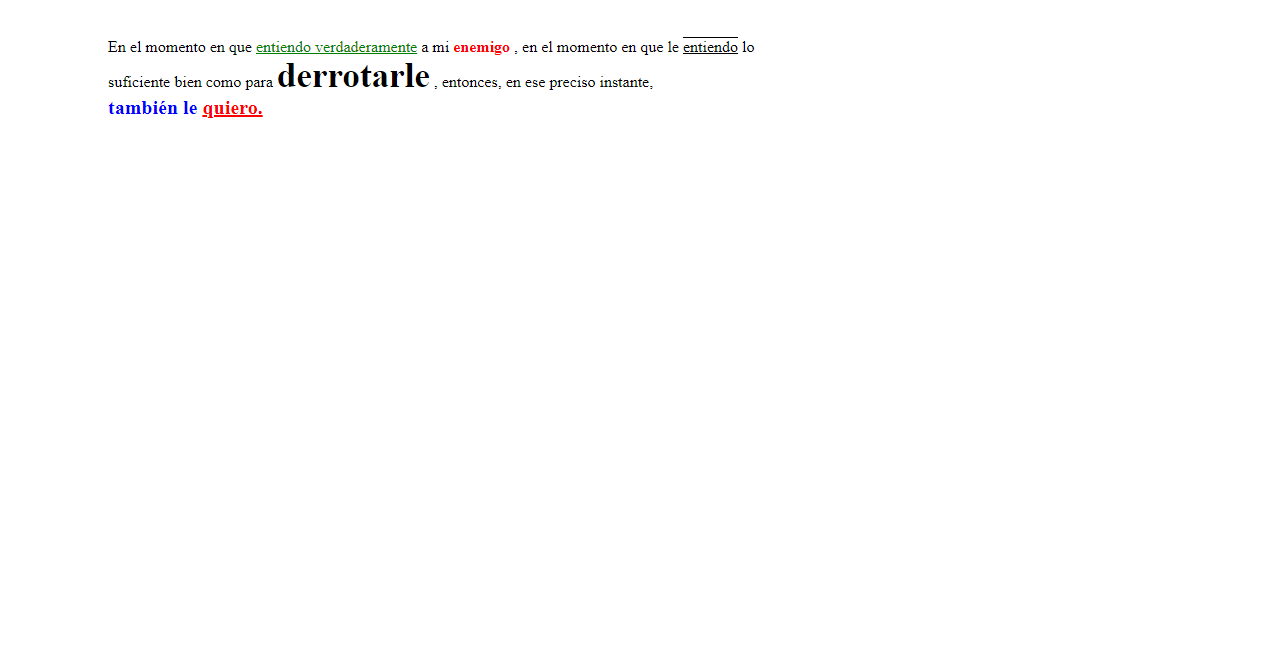 En el momento en que entiendo verdaderamente a mi enemigo , en el momento en que le entiendo lo
suficiente bien como para derrotarle , entonces, en ese preciso instante,
también le quiero.